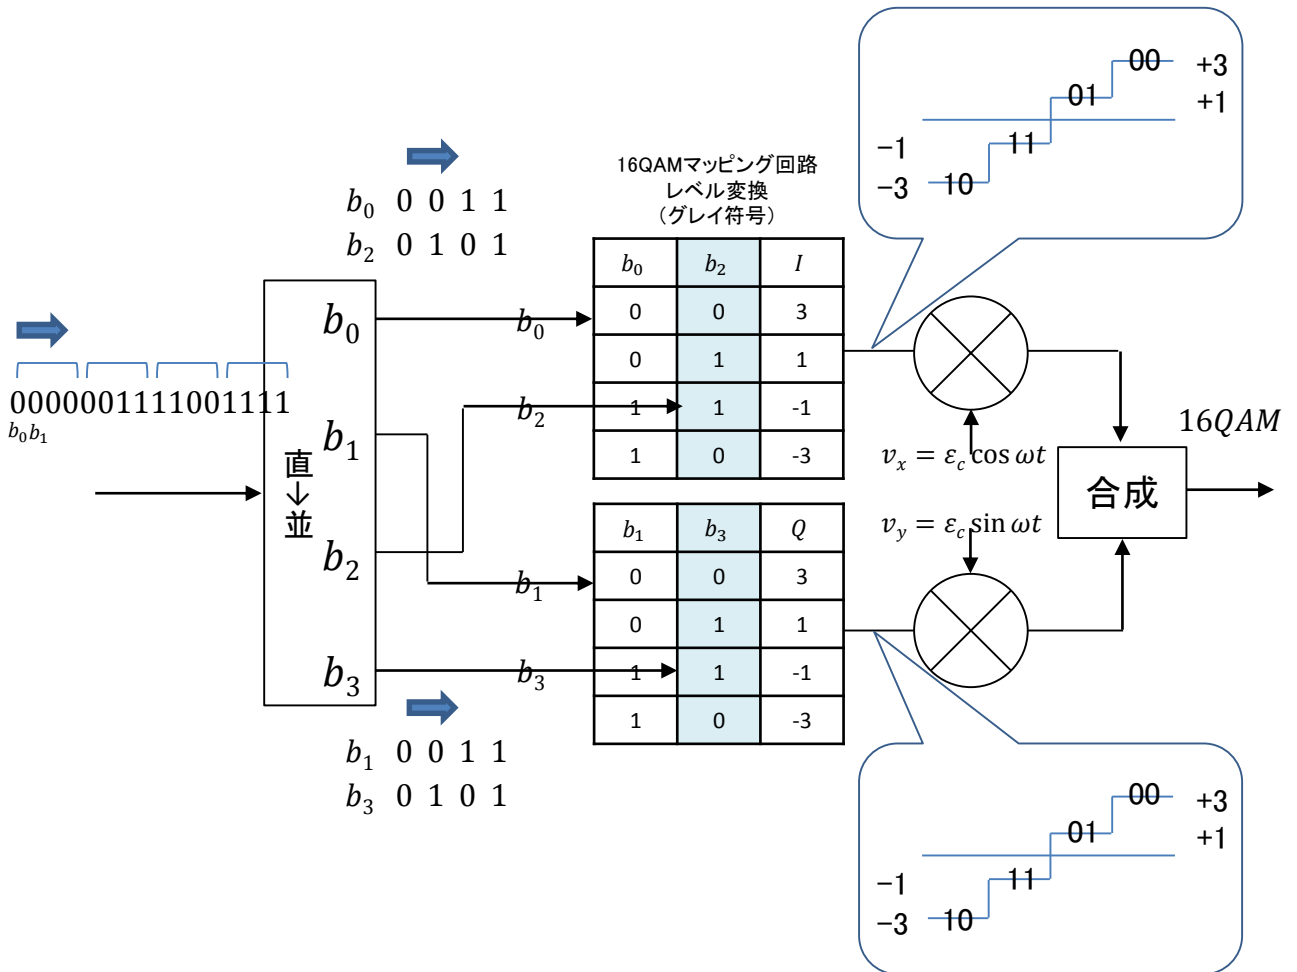 00 +3
01 +1
−1 11
−3 10
16QAMマッピング回路
レベル変換
（グレイ符号）
b₀ 0 0 1 1
b₂ 0 1 0 1
b₀ b₂ I
0 0 3
0 1 1
1 1 -1
1 0 -3
b₀
b₁
b₂
b₃
直→並
b₀
b₂
b₁
b₃
0000001111001111
b₀b₁
vₓ = ε_c cos ωt
v_y = ε_c sin ωt
合成
16QAM
b₁ b₃ Q
0 0 3
0 1 1
1 1 -1
1 0 -3
b₁ 0 0 1 1
b₃ 0 1 0 1
00 +3
01 +1
−1 11
−3 10